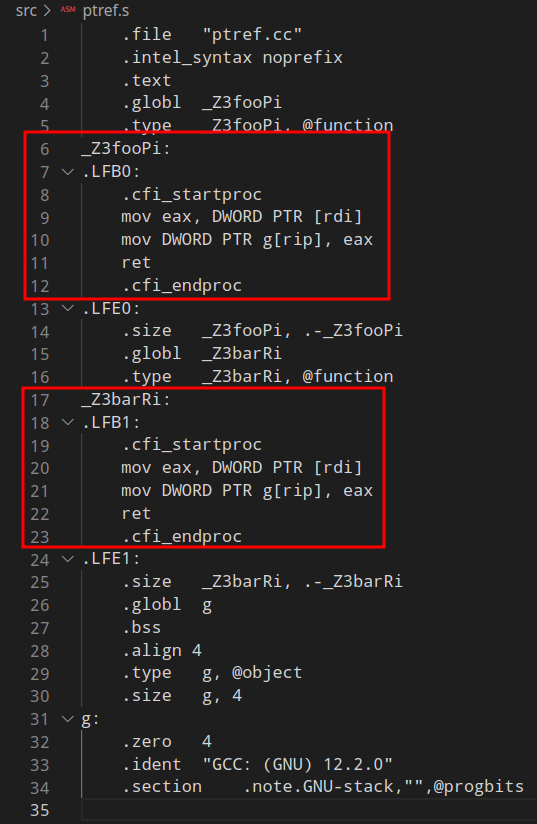 src > ASM ptref.s
1 .file "ptref.cc"
2 .intel_syntax noprefix
3 .text
4 .globl _Z3fooPi
5 .type _Z3fooPi, @function
6 _Z3fooPi:
7 .LFB0:
8 .cfi_startproc
9 mov eax, DWORD PTR [rdi]
10 mov DWORD PTR g[rip], eax
11 ret
12 .cfi_endproc
13 .LFE0:
14 .size _Z3fooPi, .-_Z3fooPi
15 .globl _Z3barRi
16 .type _Z3barRi, @function
17 _Z3barRi:
18 .LFB1:
19 .cfi_startproc
20 mov eax, DWORD PTR [rdi]
21 mov DWORD PTR g[rip], eax
22 ret
23 .cfi_endproc
24 .LFE1:
25 .size _Z3barRi, .-_Z3barRi
26 .globl g
27 .bss
28 .align 4
29 .type g, @object
30 .size g, 4
31 g:
32 .zero 4
33 .ident "GCC: (GNU) 12.2.0"
34 .section .note.GNU-stack,"",@progbits
35